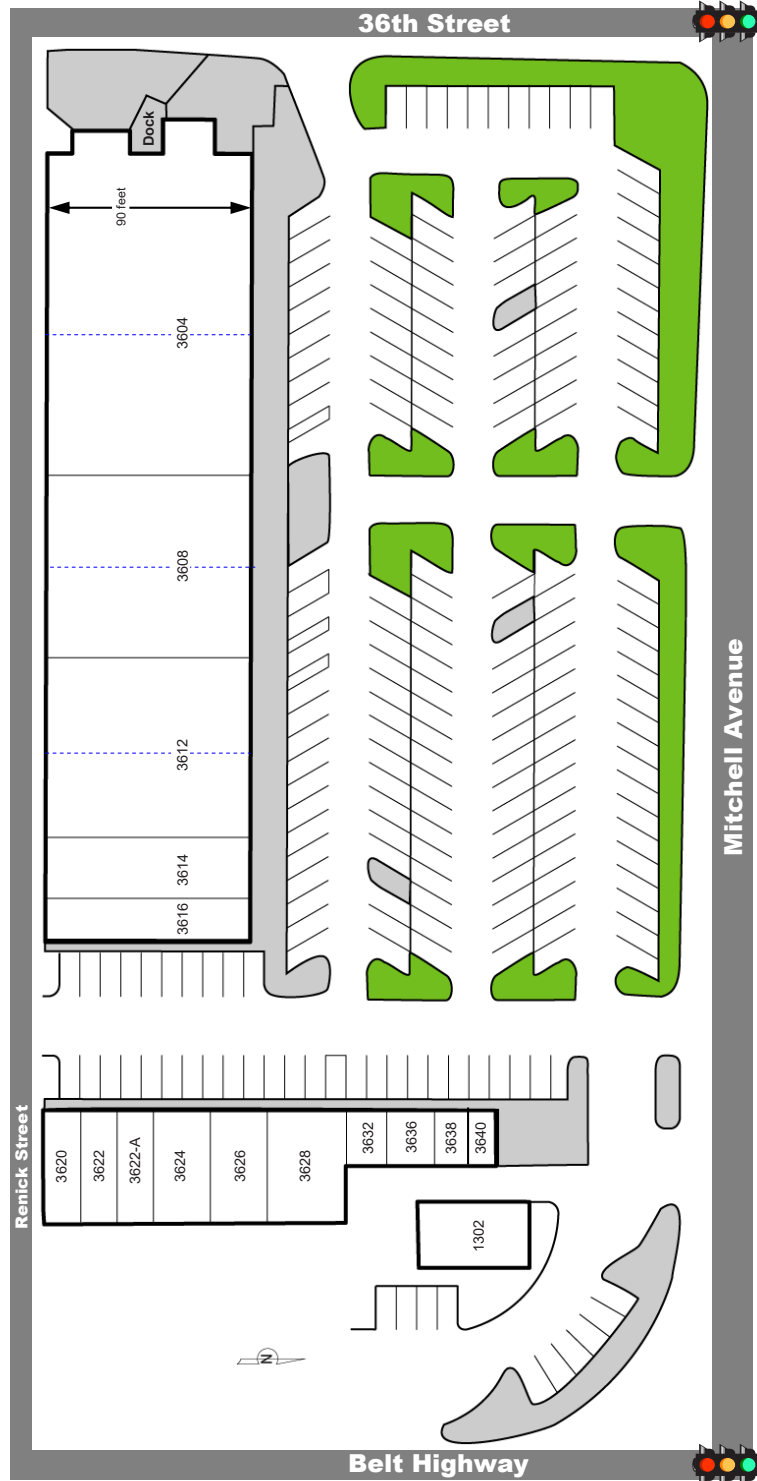 36th Street
Dock
90 feet
3604
3608
3612
3614
3616
Mitchell Avenue
Renick Street
3620
3622
3622-A
3624
3626
3628
3632
3636
3638
3640
1302
N
Belt Highway